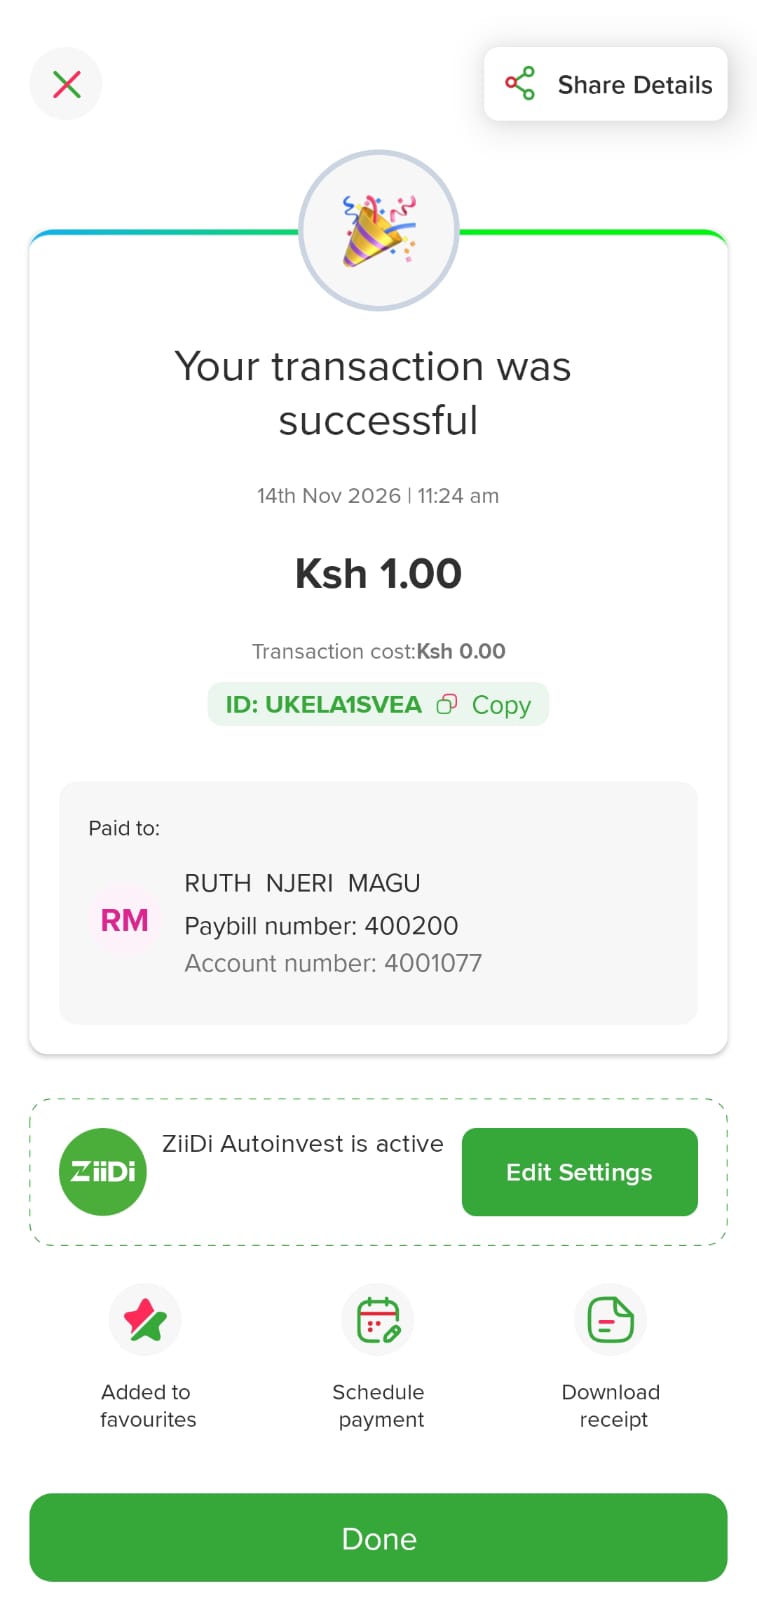 Share Details
Your transaction was
successful
14th Nov 2026 | 11:24 am
Ksh 1.00
Transaction cost:Ksh 0.00
ID: UKELA1SVEA Copy
Paid to:
RM
RUTH NJERI MAGU
Paybill number: 400200
Account number: 4001077
ZiiDi
ZiiDi Autoinvest is active
Edit Settings
Added to
favourites
Schedule
payment
Download
receipt
Done